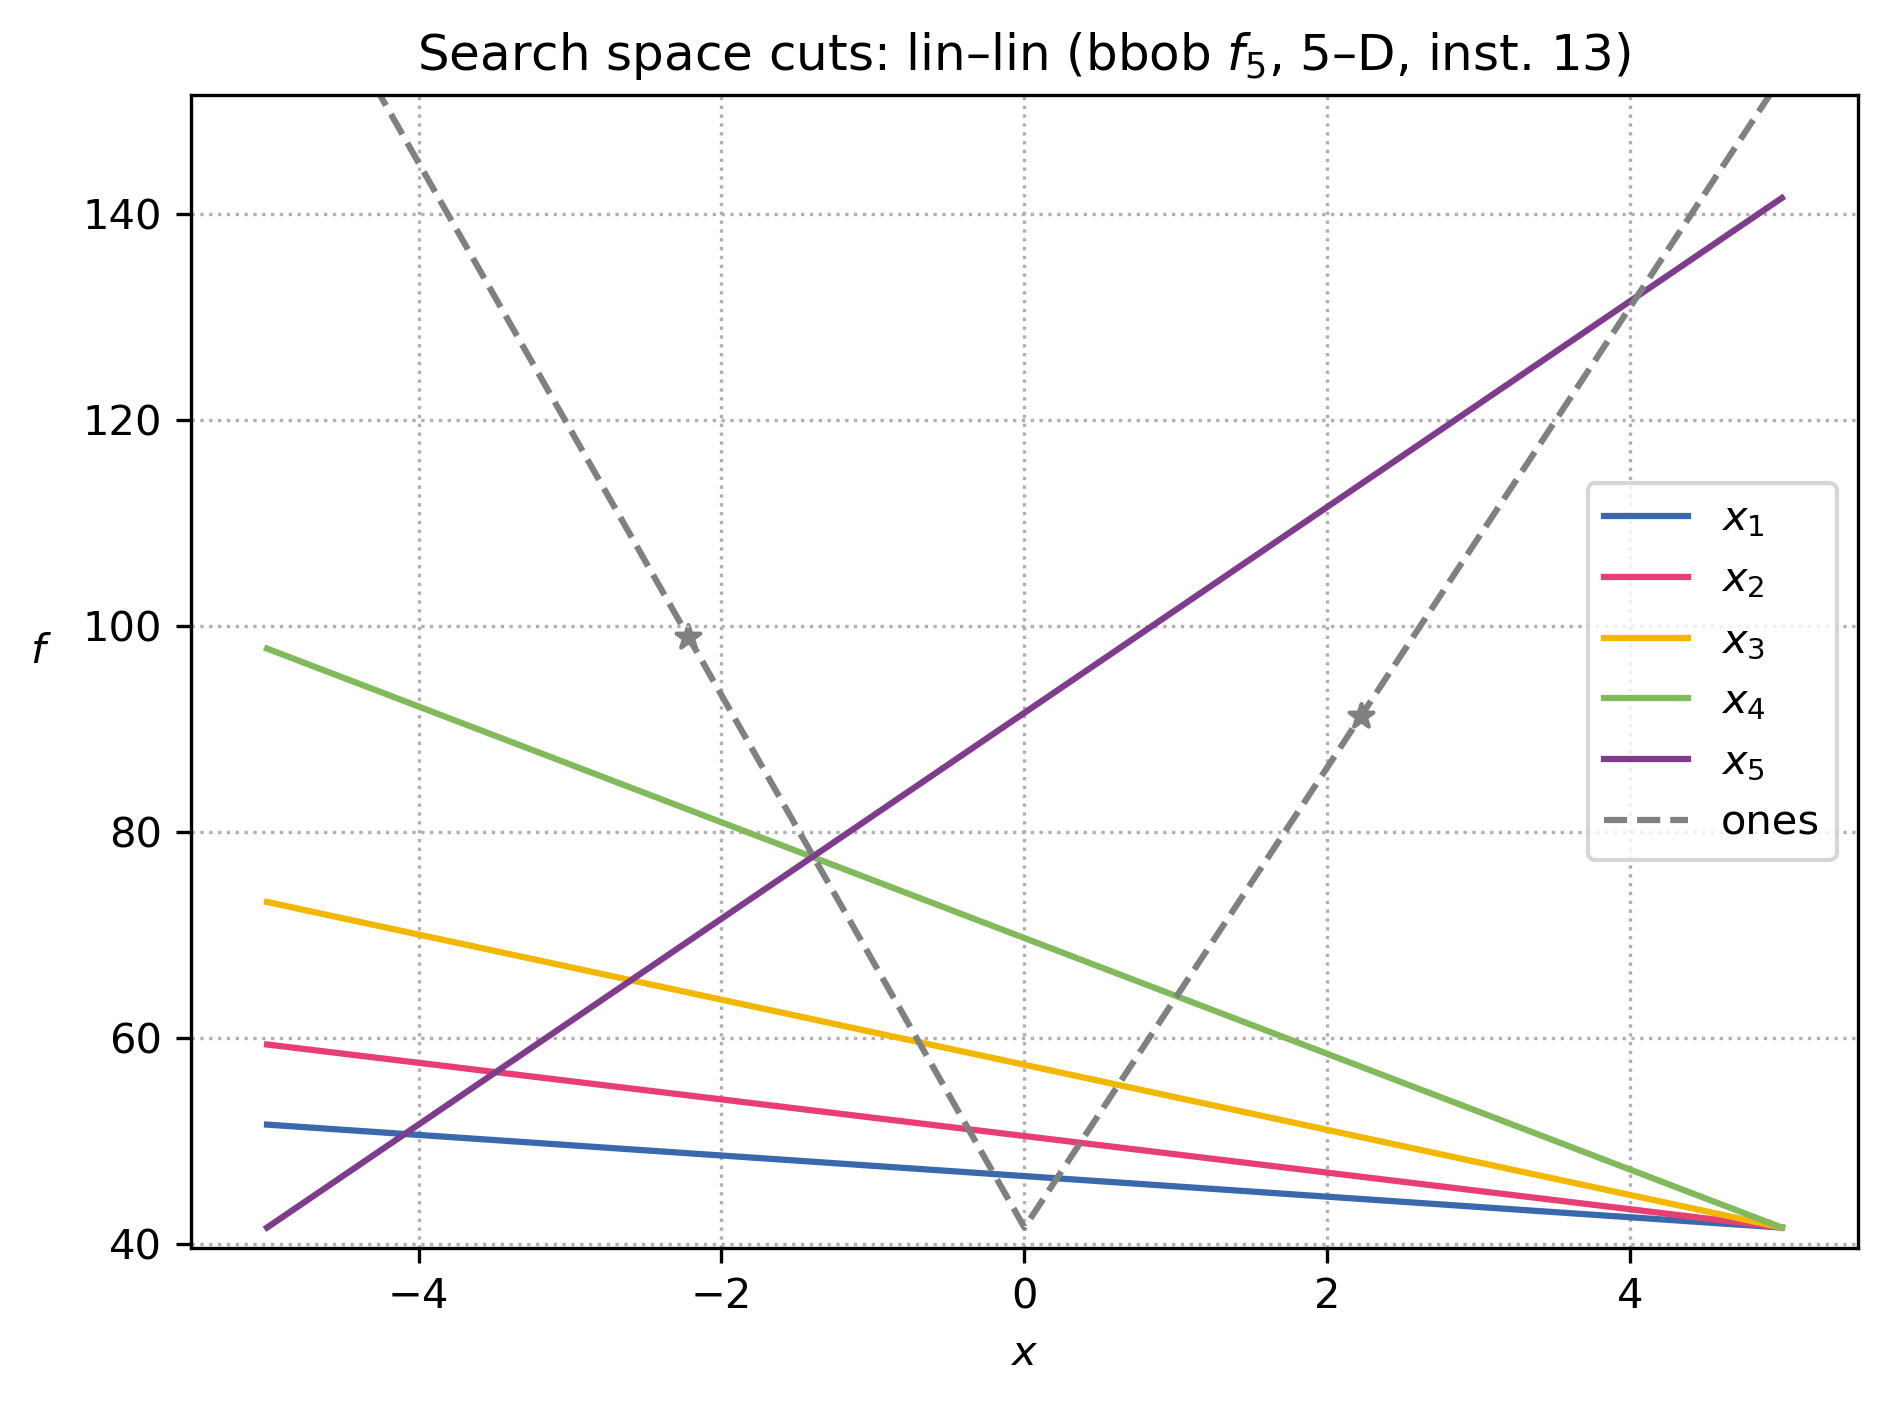 Search space cuts: lin–lin (bbob f5, 5–D, inst. 13)
140
120
100
80
60
40
f
−4
−2
0
2
4
x
x1
x2
x3
x4
x5
ones